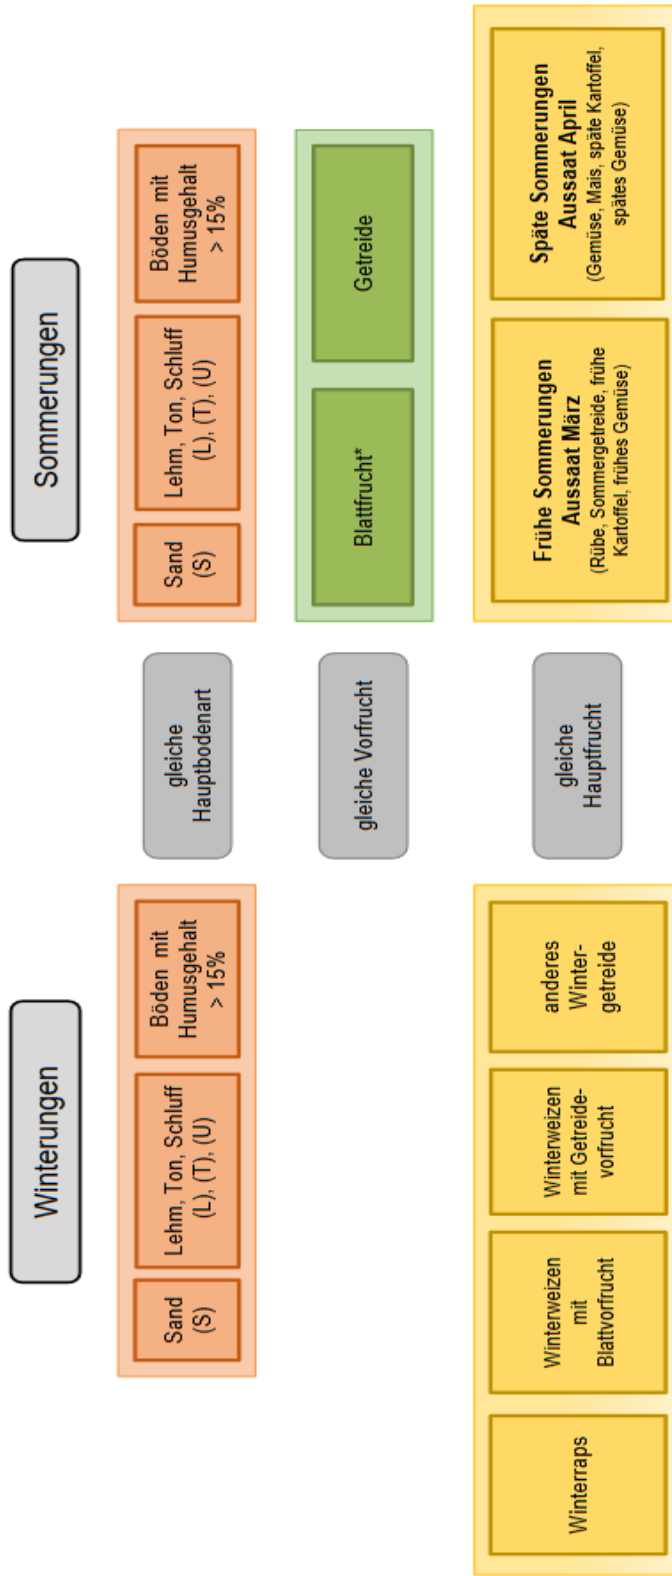 Winterungen
Sommerungen
Sand
(S)
Lehm, Ton, Schluff
(L), (T), (U)
Böden mit
Humusgehalt
> 15%
gleiche
Hauptbodenart
Sand
(S)
Lehm, Ton, Schluff
(L), (T), (U)
Böden mit
Humusgehalt
> 15%
gleiche Vorfrucht
Blattfrucht*
Getreide
Winterraps
Winterweizen
mit
Blattvorfrucht
Winterweizen
mit Getreide-
vorfrucht
anderes
Winter-
getreide
gleiche
Hauptfrucht
Frühe Sommerungen
Aussaat März
(Rübe, Sommergetreide, frühe
Kartoffel, frühes Gemüse)
Späte Sommerungen
Aussaat April
(Gemüse, Mais, späte Kartoffel,
spätes Gemüse)